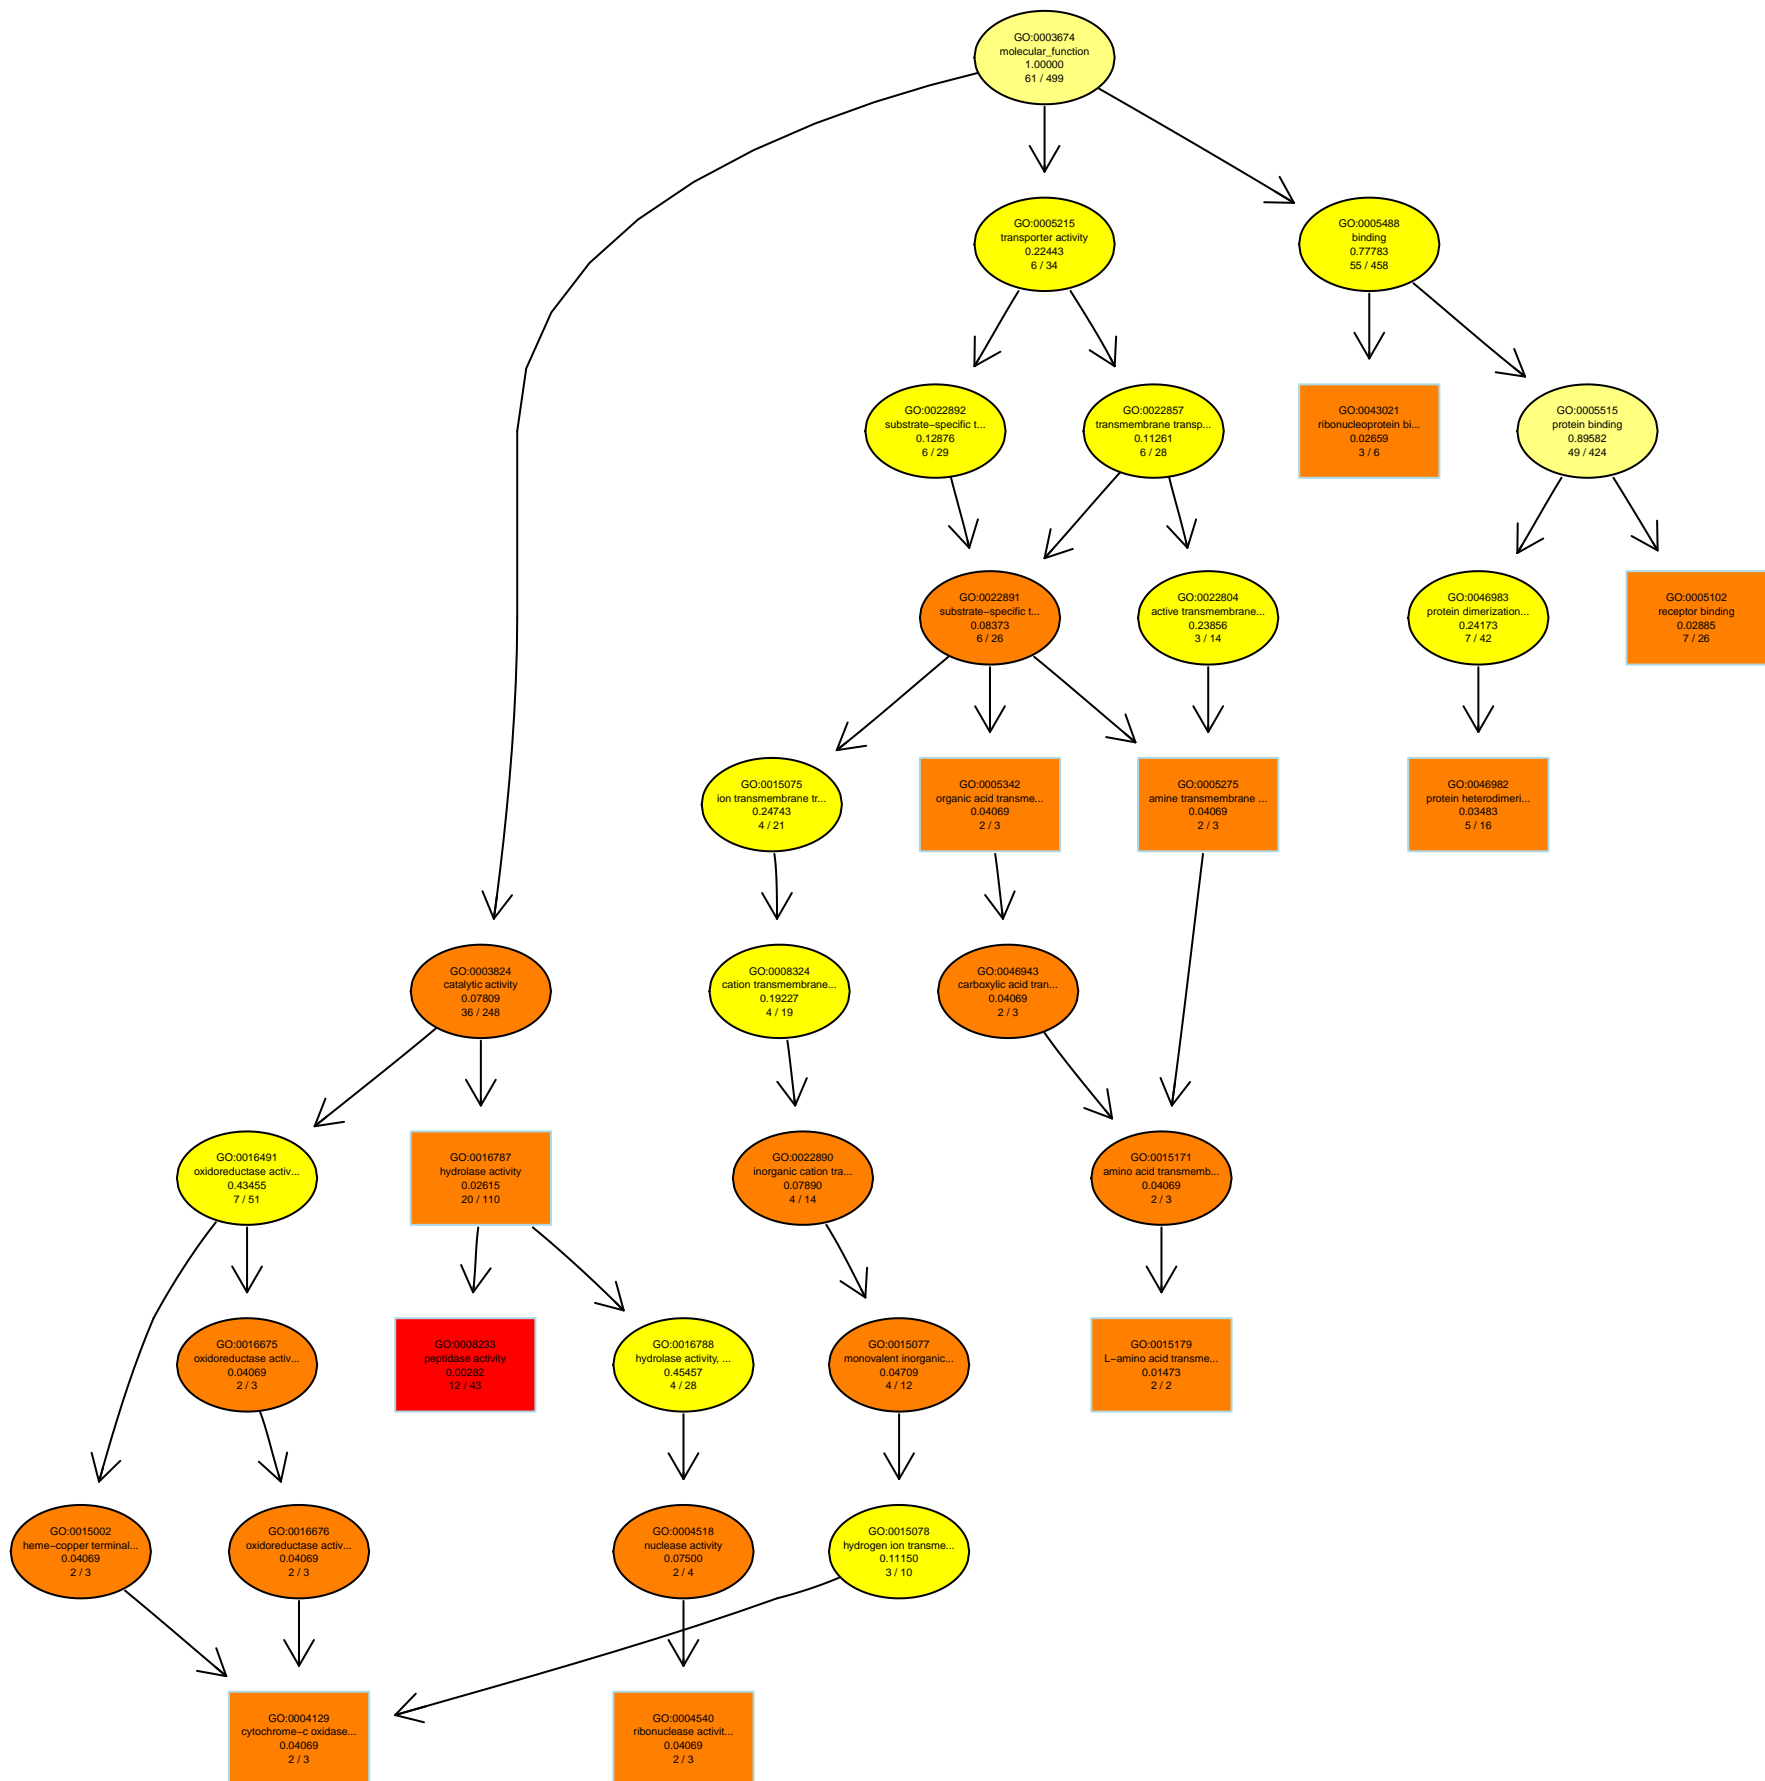 GO:0003674
molecular_function
1.00000
61 / 499
GO:0005215
transporter activity
0.22443
6 / 34
GO:0005488
binding
0.77783
55 / 458
GO:0022892
substrate−specific t...
0.12876
6 / 29
GO:0022857
transmembrane transp...
0.11261
6 / 28
GO:0043021
ribonucleoprotein bi...
0.02659
3 / 6
GO:0005515
protein binding
0.89582
49 / 424
GO:0022891
substrate−specific t...
0.08373
6 / 26
GO:0022804
active transmembrane...
0.23856
3 / 14
GO:0046983
protein dimerization...
0.24173
7 / 42
GO:0005102
receptor binding
0.02885
7 / 26
GO:0015075
ion transmembrane tr...
0.24743
4 / 21
GO:0005342
organic acid transme...
0.04069
2 / 3
GO:0005275
amine transmembrane ...
0.04069
2 / 3
GO:0046982
protein heterodimeri...
0.03483
5 / 16
GO:0003824
catalytic activity
0.07809
36 / 248
GO:0008324
cation transmembrane...
0.19227
4 / 19
GO:0046943
carboxylic acid tran...
0.04069
2 / 3
GO:0016491
oxidoreductase activ...
0.43455
7 / 51
GO:0016787
hydrolase activity
0.02615
20 / 110
GO:0022890
inorganic cation tra...
0.07890
4 / 14
GO:0015171
amino acid transmemb...
0.04069
2 / 3
GO:0016675
oxidoreductase activ...
0.04069
2 / 3
GO:0008233
peptidase activity
0.00282
12 / 43
GO:0016788
hydrolase activity, ...
0.45457
4 / 28
GO:0015077
monovalent inorganic...
0.04709
4 / 12
GO:0015179
L−amino acid transme...
0.01473
2 / 2
GO:0015002
heme−copper terminal...
0.04069
2 / 3
GO:0016676
oxidoreductase activ...
0.04069
2 / 3
GO:0004518
nuclease activity
0.07500
2 / 4
GO:0015078
hydrogen ion transme...
0.11150
3 / 10
GO:0004129
cytochrome−c oxidase...
0.04069
2 / 3
GO:0004540
ribonuclease activit...
0.04069
2 / 3